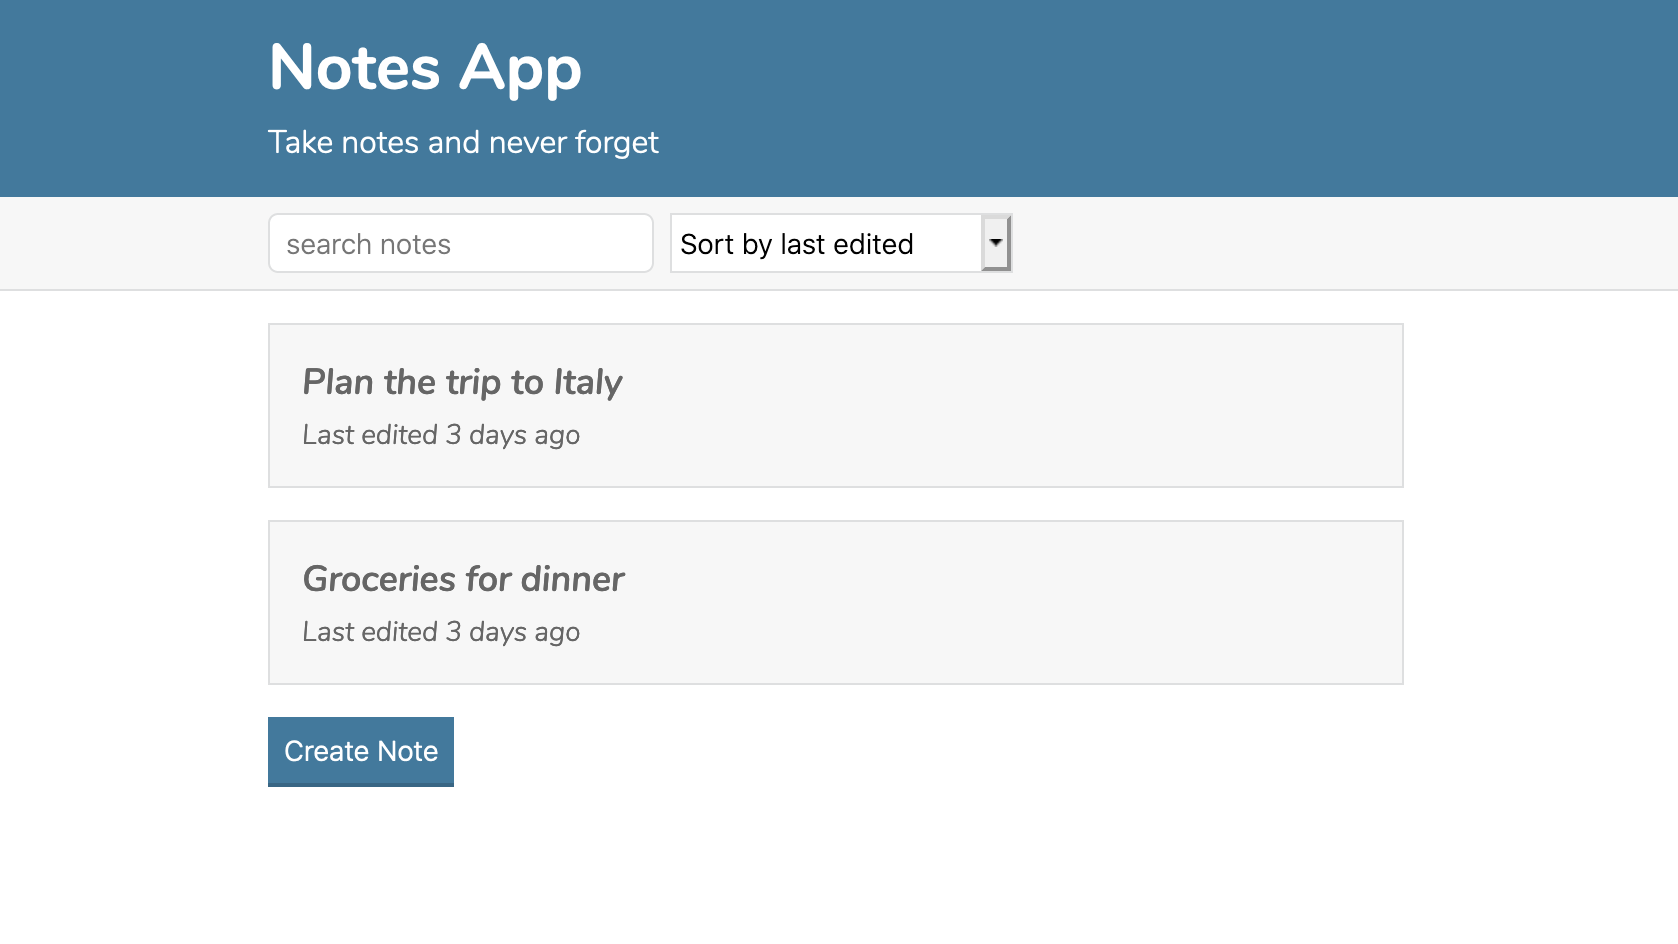 Notes App
Take notes and never forget
search notes
Sort by last edited
Plan the trip to Italy
Last edited 3 days ago
Groceries for dinner
Last edited 3 days ago
Create Note